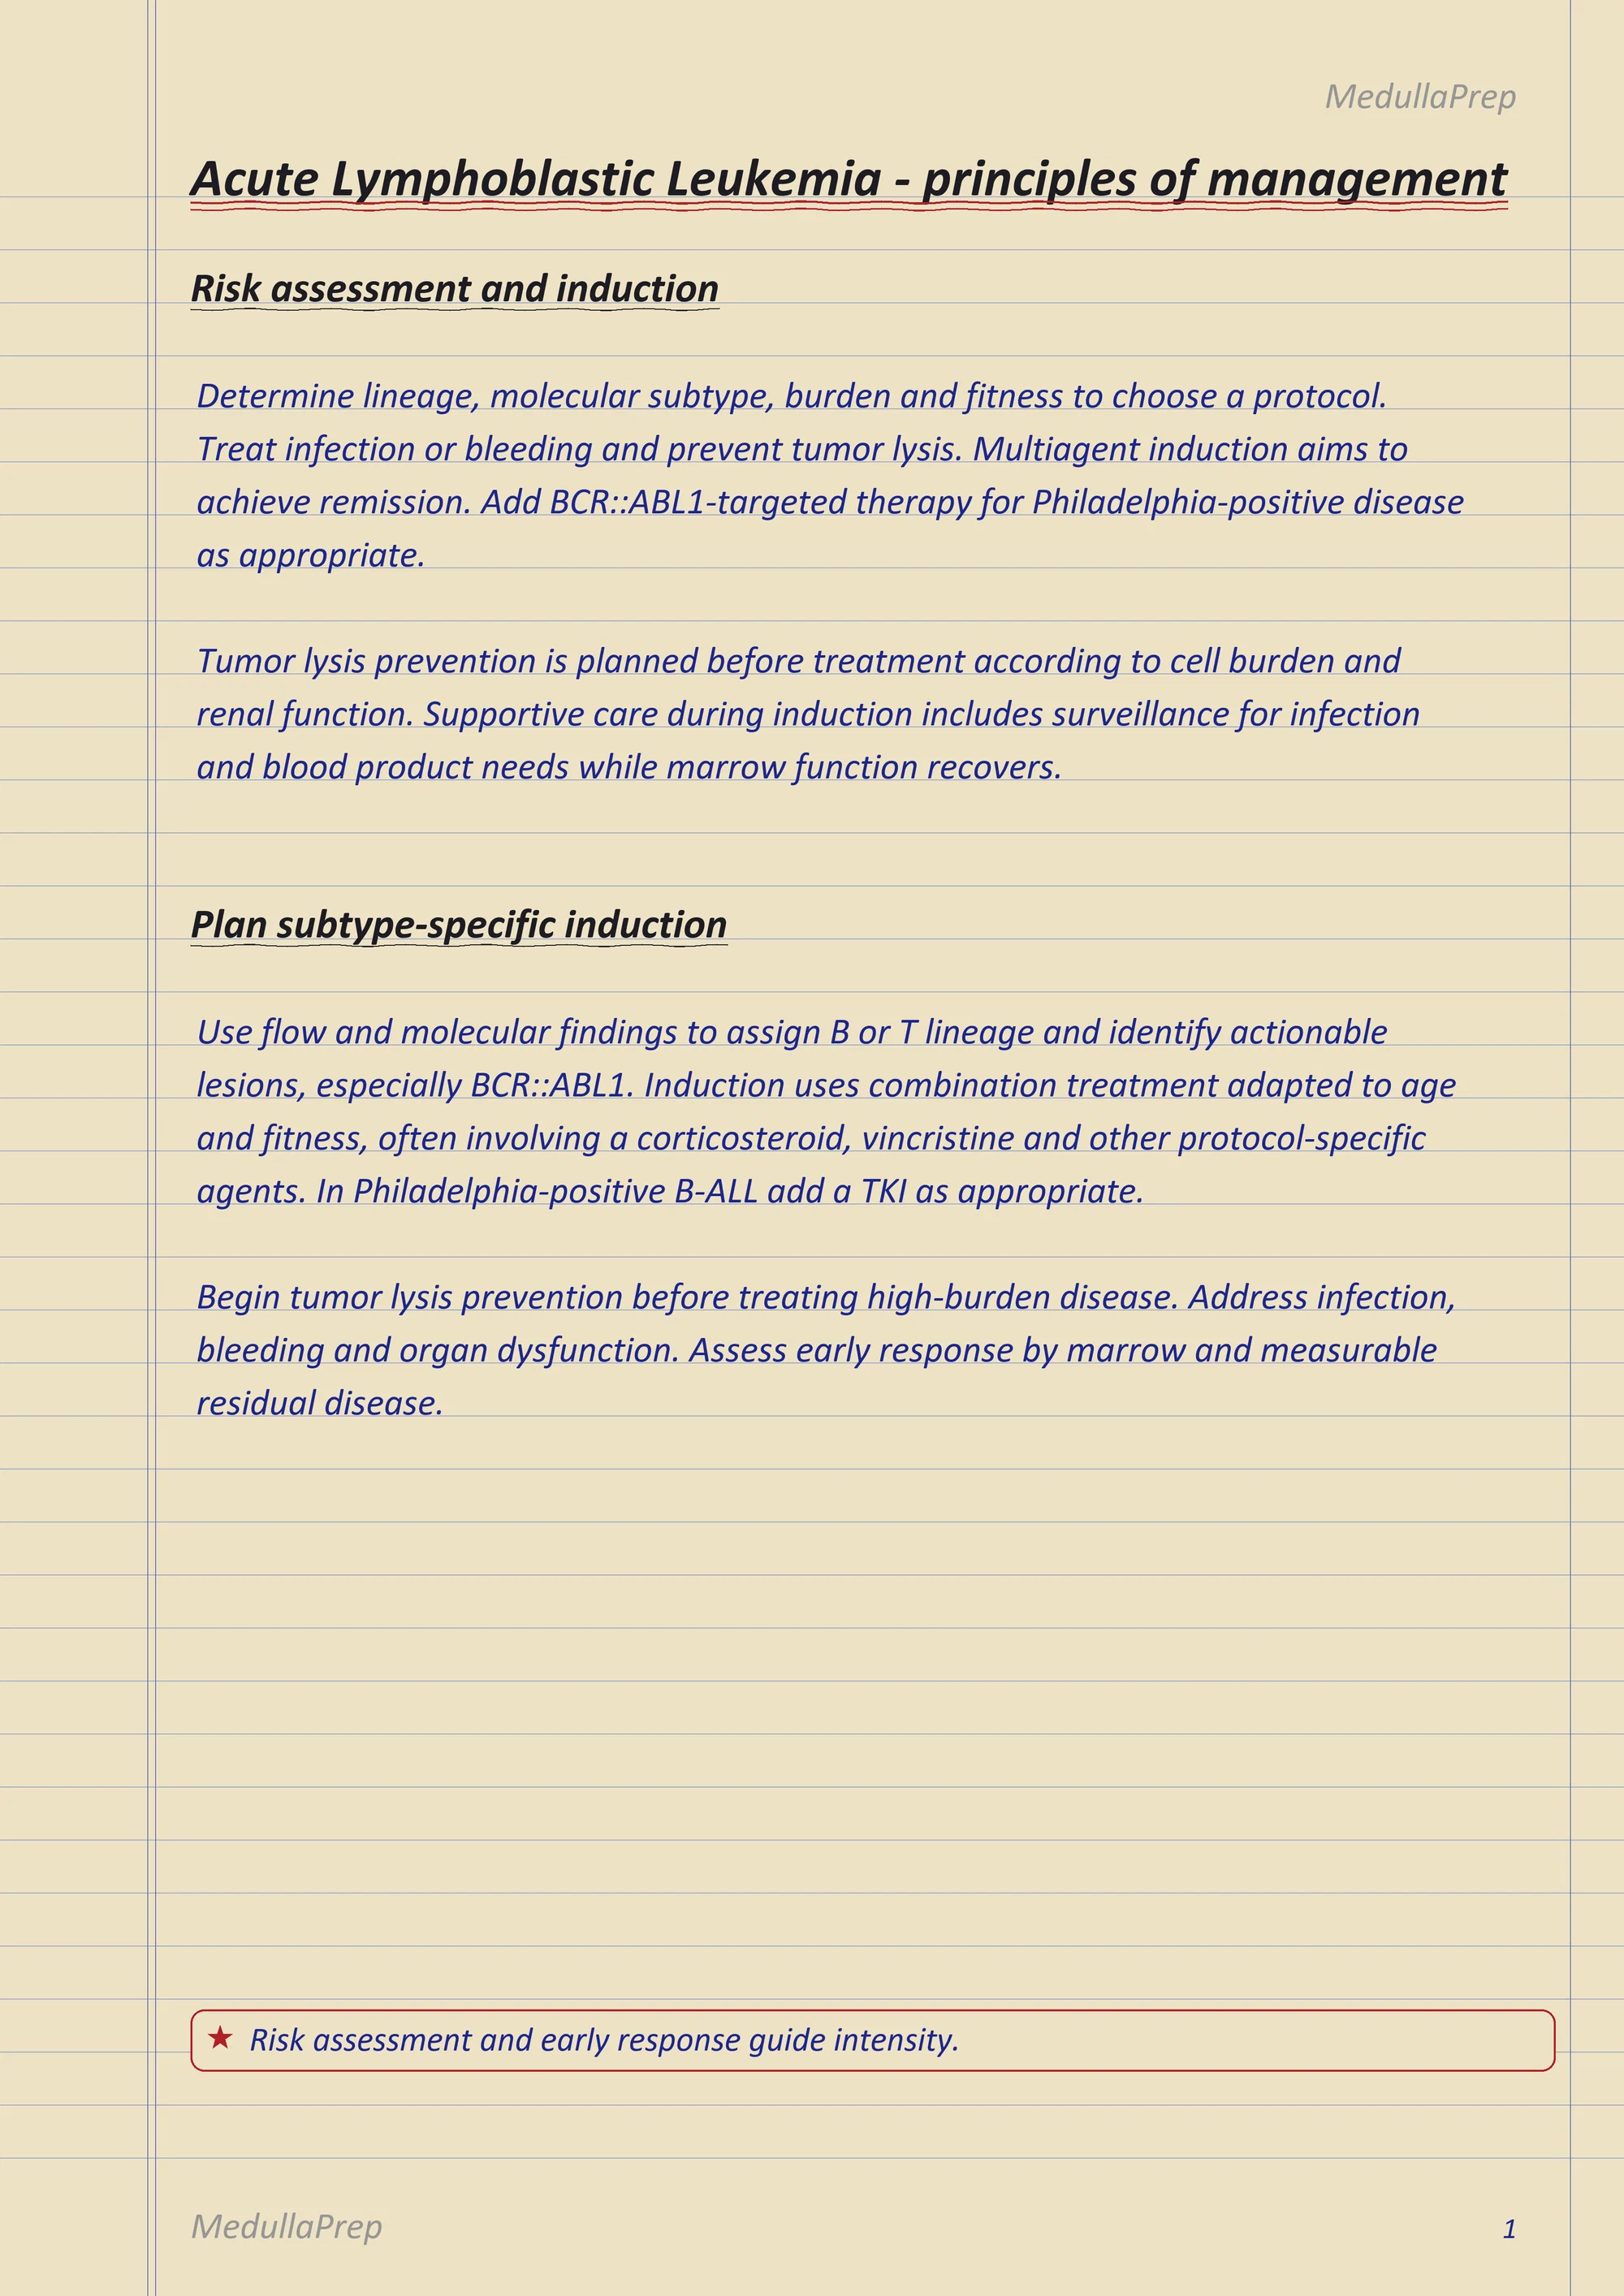 MedullaPrep
Acute Lymphoblastic Leukemia - principles of management
Risk assessment and induction
Determine lineage, molecular subtype, burden and fitness to choose a protocol.
Treat infection or bleeding and prevent tumor lysis. Multiagent induction aims to
achieve remission. Add BCR::ABL1-targeted therapy for Philadelphia-positive disease
as appropriate.
Tumor lysis prevention is planned before treatment according to cell burden and
renal function. Supportive care during induction includes surveillance for infection
and blood product needs while marrow function recovers.
Plan subtype-specific induction
Use flow and molecular findings to assign B or T lineage and identify actionable
lesions, especially BCR::ABL1. Induction uses combination treatment adapted to age
and fitness, often involving a corticosteroid, vincristine and other protocol-specific
agents. In Philadelphia-positive B-ALL add a TKI as appropriate.
Begin tumor lysis prevention before treating high-burden disease. Address infection,
bleeding and organ dysfunction. Assess early response by marrow and measurable
residual disease.
★ Risk assessment and early response guide intensity.
MedullaPrep
1